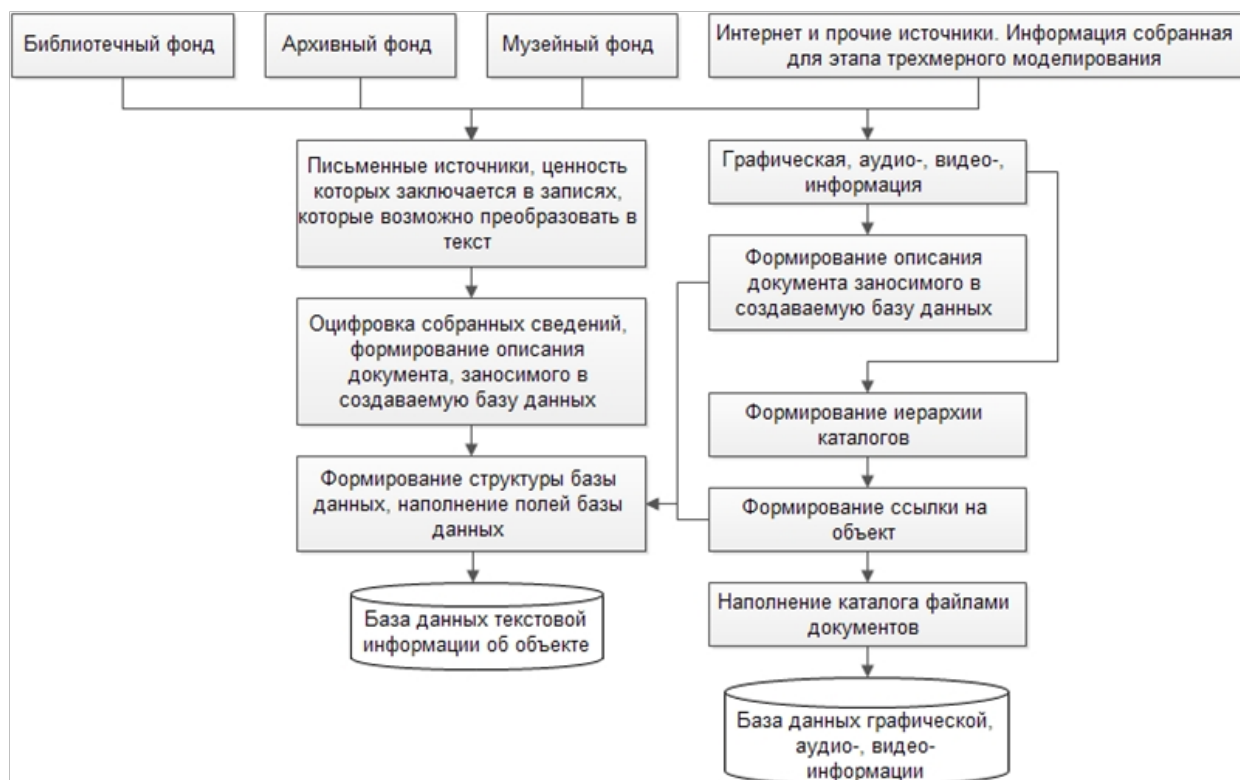 Библиотечный фонд
Архивный фонд
Музейный фонд
Интернет и прочие источники. Информация собранная
для этапа трехмерного моделирования
Письменные источники, ценность
которых заключается в записях,
которые возможно преобразовать в
текст
Графическая, аудио-, видео-,
информация
Формирование описания
документа заносимого в
создаваемую базу данных
Оцифровка собранных сведений,
формирование описания
документа, заносимого в
создаваемую базу данных
Формирование иерархии
каталогов
Формирование структуры базы
данных, наполнение полей базы
данных
Формирование ссылки на
объект
База данных текстовой
информации об объекте
Наполнение каталога файлами
документов
База данных графической,
аудио-, видео-
информации